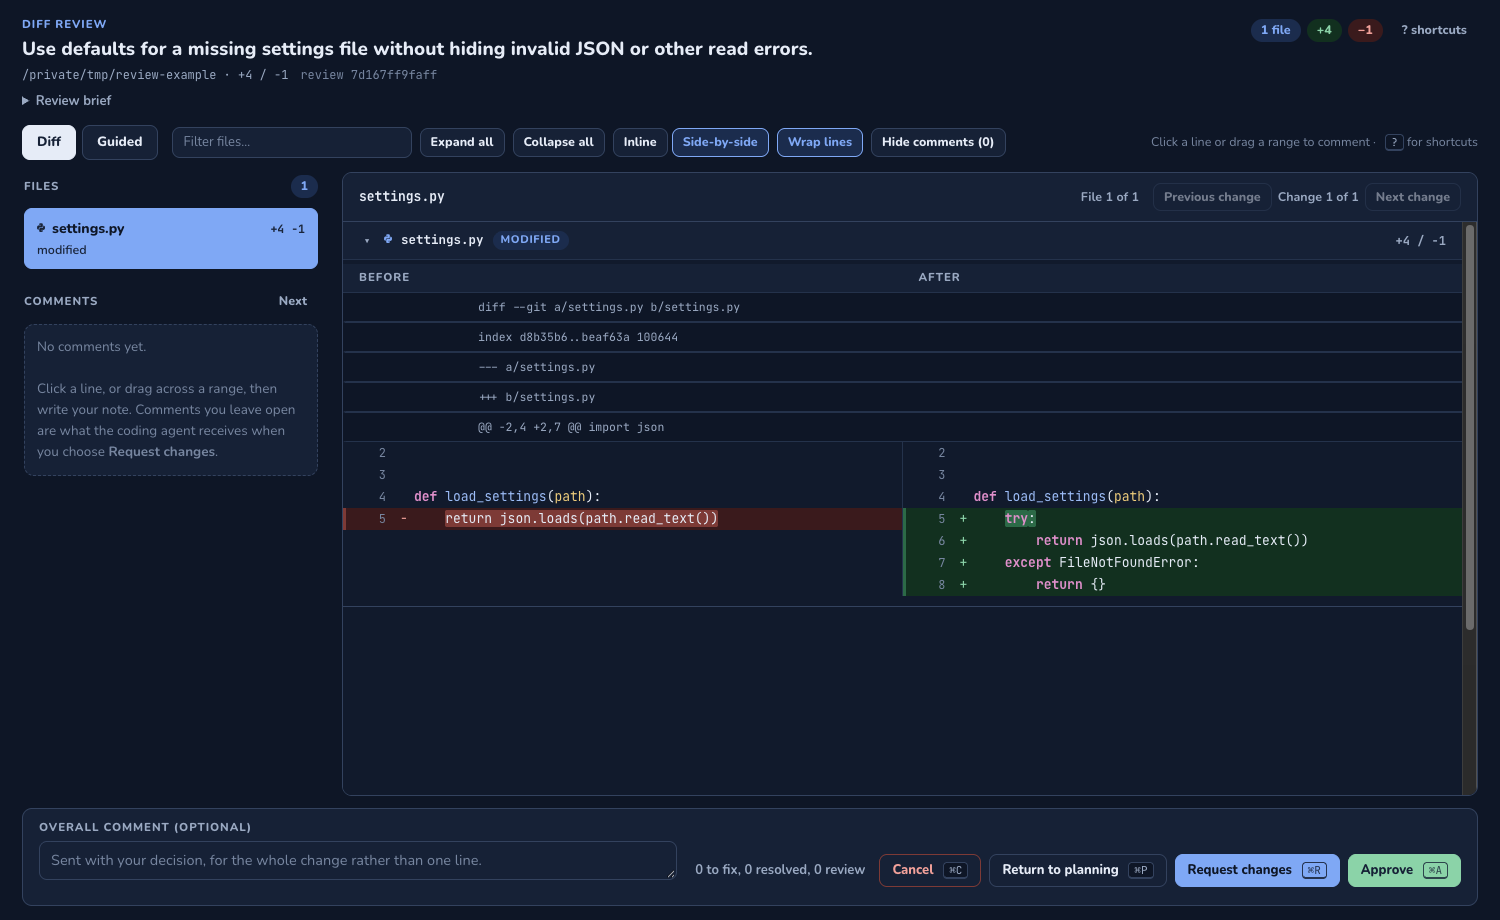 DIFF REVIEW
Use defaults for a missing settings file without hiding invalid JSON or other read errors.
/private/tmp/review-example · +4 / -1 review 7d167ff9faff
1 file +4 −1 ? shortcuts
▶ Review brief
Diff Guided Filter files... Expand all Collapse all Inline Side-by-side Wrap lines Hide comments (0) Click a line or drag a range to comment · ? for shortcuts
FILES 1
settings.py +4 -1
modified
COMMENTS Next
No comments yet.
Click a line, or drag across a range, then
write your note. Comments you leave open
are what the coding agent receives when
you choose Request changes.
settings.py File 1 of 1 Previous change Change 1 of 1 Next change
▾ settings.py MODIFIED +4 / -1
BEFORE AFTER
diff --git a/settings.py b/settings.py
index d8b35b6..beaf63a 100644
--- a/settings.py
+++ b/settings.py
@@ -2,4 +2,7 @@ import json
2 2
3 3
4 def load_settings(path): 4 def load_settings(path):
5 - return json.loads(path.read_text()) 5 + try:
6 + return json.loads(path.read_text())
7 + except FileNotFoundError:
8 + return {}
OVERALL COMMENT (OPTIONAL)
Sent with your decision, for the whole change rather than one line.
0 to fix, 0 resolved, 0 review Cancel ⌘C Return to planning ⌘P Request changes ⌘R Approve ⌘A